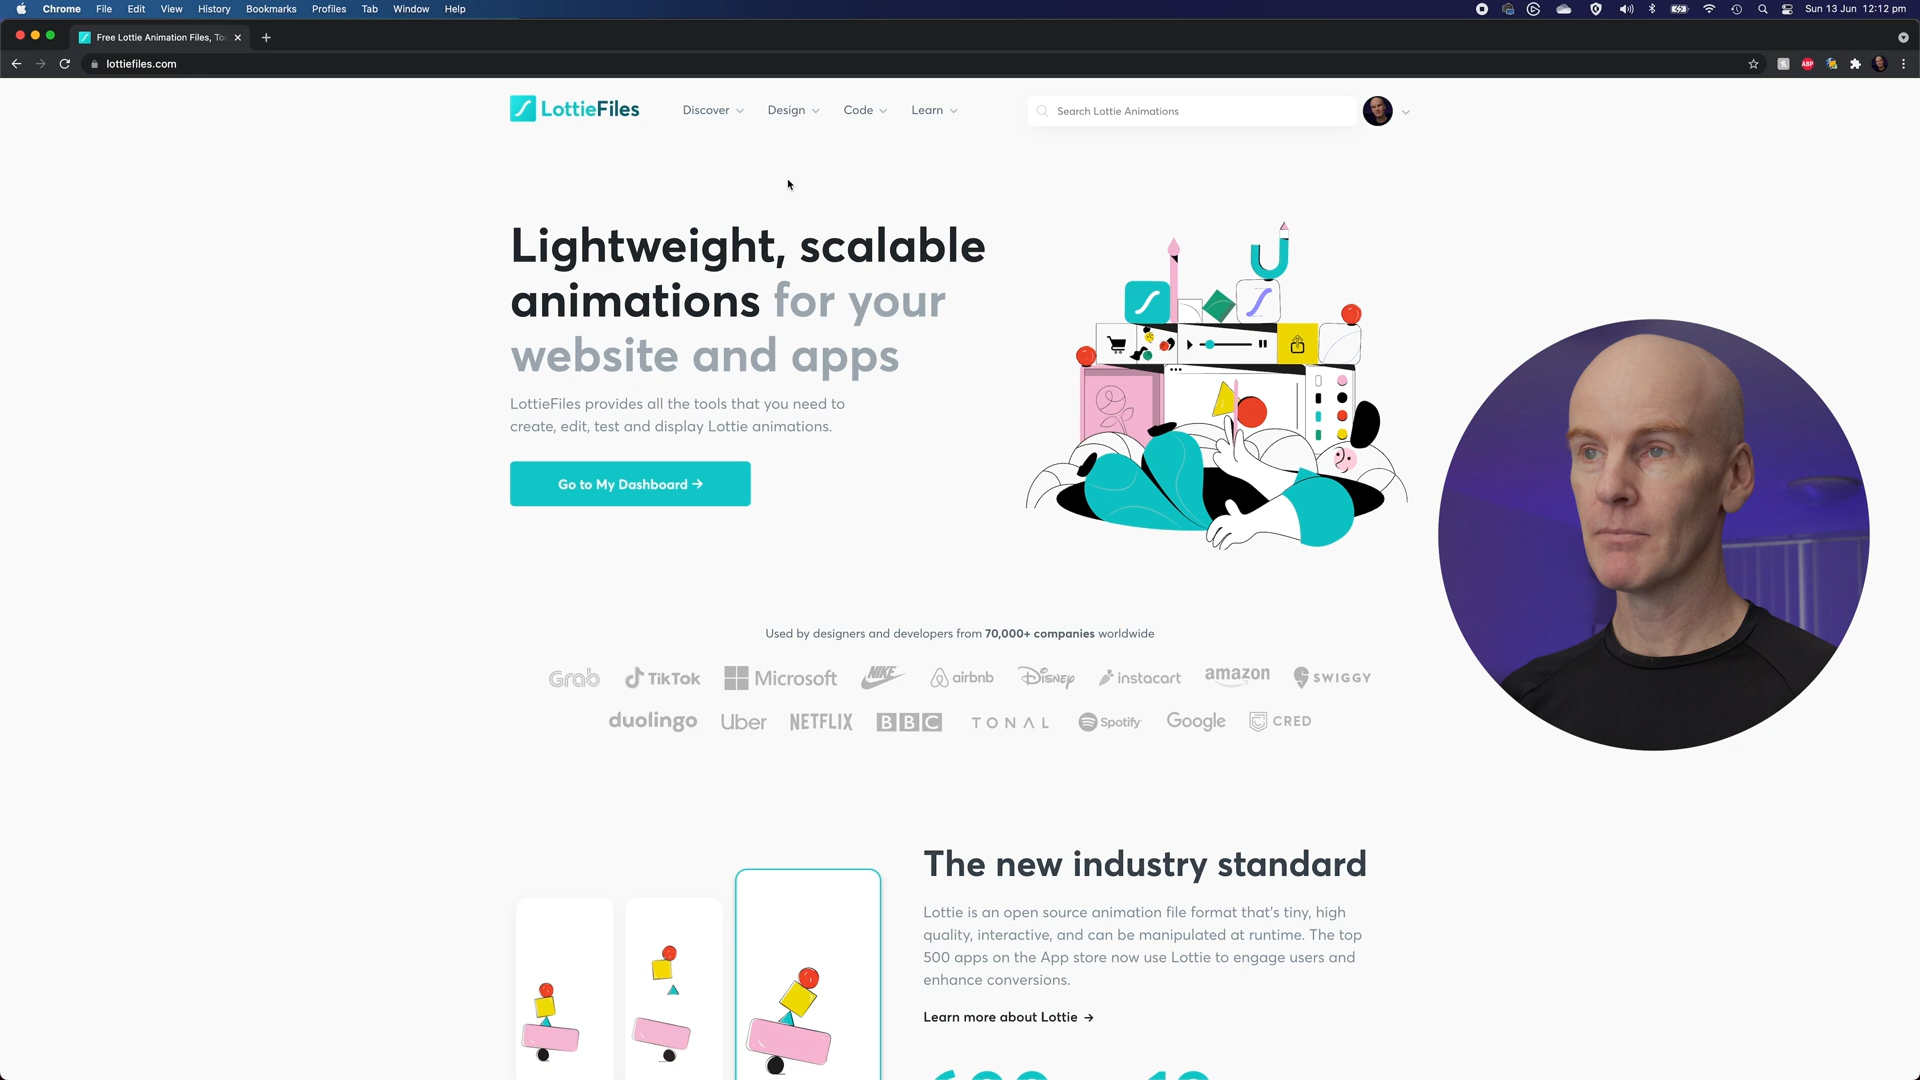 Chrome File Edit View History Bookmarks Profiles Tab Window Help
Sun 13 Jun 12:12 pm
Free Lottie Animation Files, To
lottiefiles.com
ABP
LottieFiles
Discover Design Code Learn
Search Lottie Animations
Lightweight, scalable
animations for your
website and apps
LottieFiles provides all the tools that you need to
create, edit, test and display Lottie animations.
Go to My Dashboard →
Used by designers and developers from 70,000+ companies worldwide
Grab TikTok Microsoft NIKE airbnb Disney instacart amazon SWIGGY
duolingo Uber NETFLIX BBC TONAL Spotify Google CRED
The new industry standard
Lottie is an open source animation file format that's tiny, high
quality, interactive, and can be manipulated at runtime. The top
500 apps on the App store now use Lottie to engage users and
enhance conversions.
Learn more about Lottie →